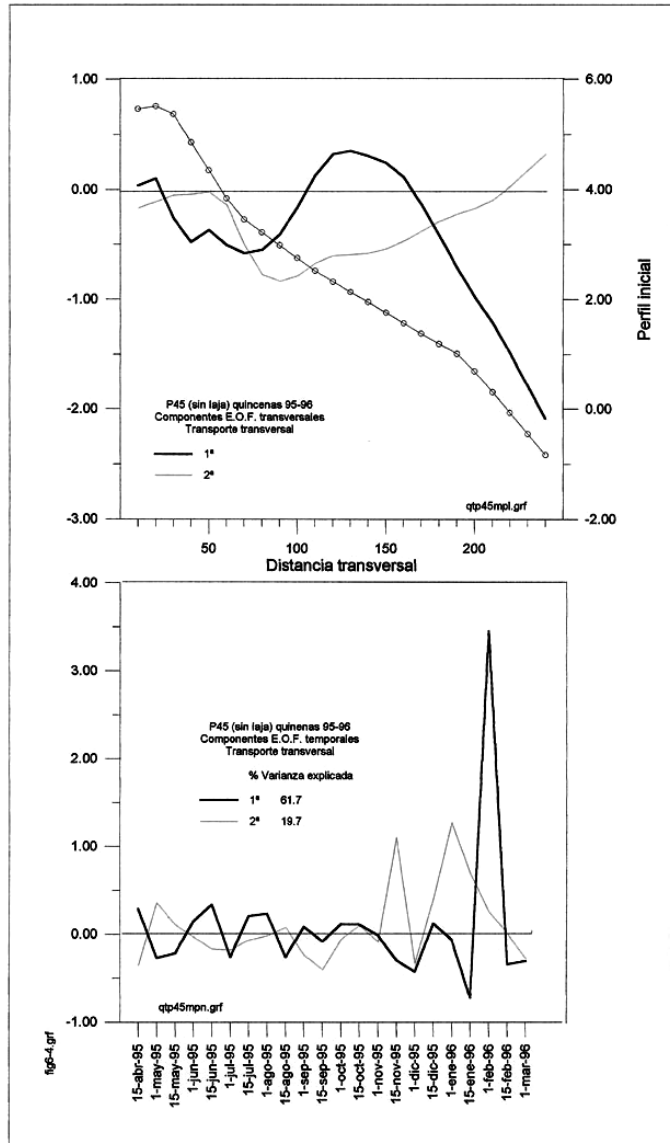 1.00
0.00
-1.00
-2.00
-3.00
6.00
4.00
2.00
0.00
-2.00
Perfil inicial
P45 (sin laja) quincenas 95-96
Componentes E.O.F. transversales
Transporte transversal
1ª
2ª
qtp45mpl.grf
50
100
150
200
Distancia transversal
4.00
3.00
2.00
1.00
0.00
-1.00
P45 (sin laja) quinenas 95-96
Componentes E.O.F. temporales
Transporte transversal
% Varianza explicada
1ª 61.7
2ª 19.7
qtp45mpn.grf
15-abr-95
1-may-95
15-may-95
1-jun-95
15-jun-95
1-jul-95
15-jul-95
1-ago-95
15-ago-95
1-sep-95
15-sep-95
1-oct-95
15-oct-95
1-nov-95
15-nov-95
1-dic-95
15-dic-95
1-ene-96
15-ene-96
1-feb-96
15-feb-96
1-mar-96
fig6-4.grf